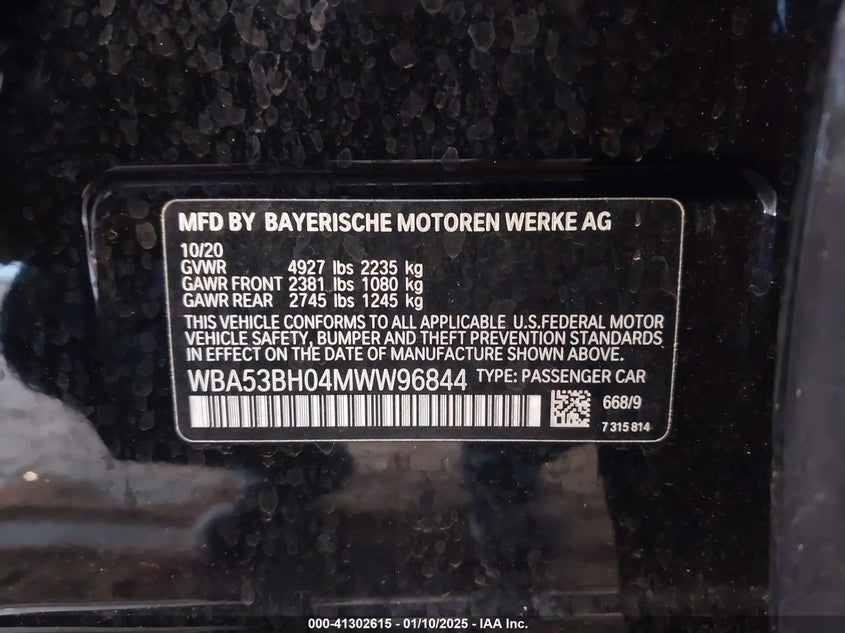 MFD BY BAYERISCHE MOTOREN WERKE AG
10/20
GVWR 4927 lbs 2235 kg
GAWR FRONT 2381 lbs 1080 kg
GAWR REAR 2745 lbs 1245 kg
THIS VEHICLE CONFORMS TO ALL APPLICABLE U.S.FEDERAL MOTOR
VEHICLE SAFETY, BUMPER AND THEFT PREVENTION STANDARDS
IN EFFECT ON THE DATE OF MANUFACTURE SHOWN ABOVE.
WBA53BH04MWW96844 TYPE: PASSENGER CAR
668/9
7 315 814
000-41302615 - 01/10/2025 - IAA Inc.